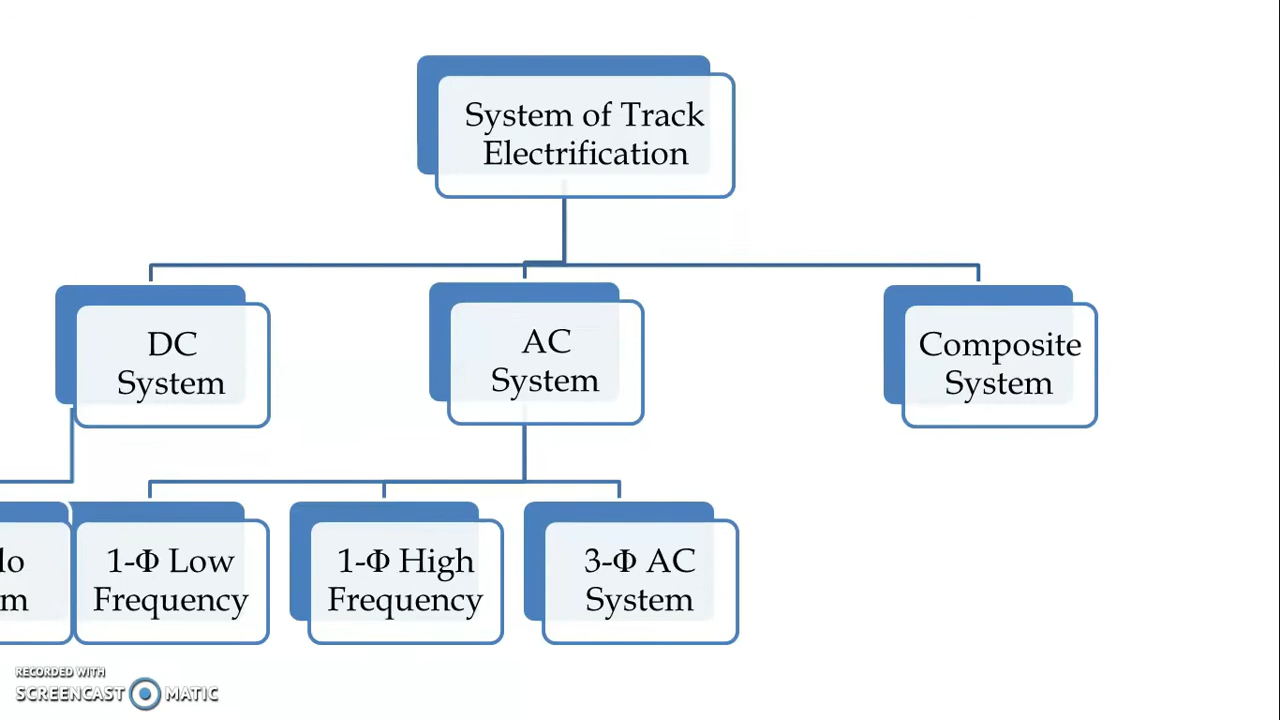 System of Track
Electrification
DC
System
AC
System
Composite
System
1-Φ Low
Frequency
1-Φ High
Frequency
3-Φ AC
System
RECORDED WITH
SCREENCAST MATIC